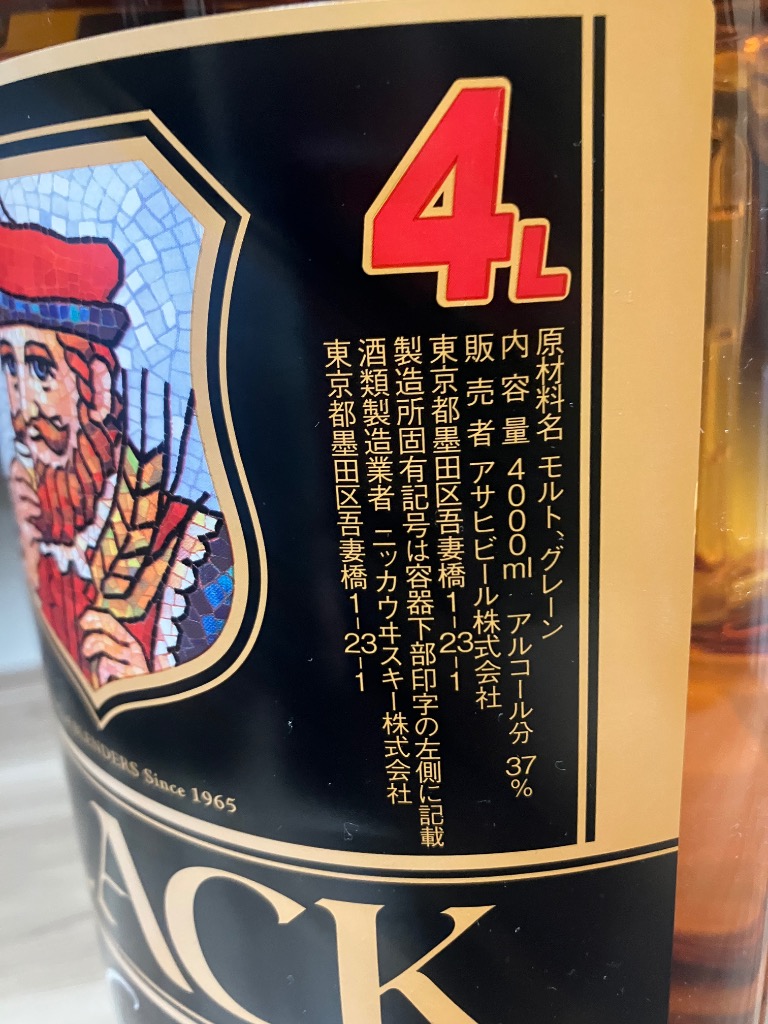 4L
原材料名 モルト、グレーン
内容量 4000ml アルコール分 37%
販売者 アサヒビール株式会社
東京都墨田区吾妻橋1-23-1
製造所固有記号は容器下部印字の左側に記載
酒類製造業者 ニッカウヰスキー株式会社
東京都墨田区吾妻橋1-23-1
Since 1965
ACK